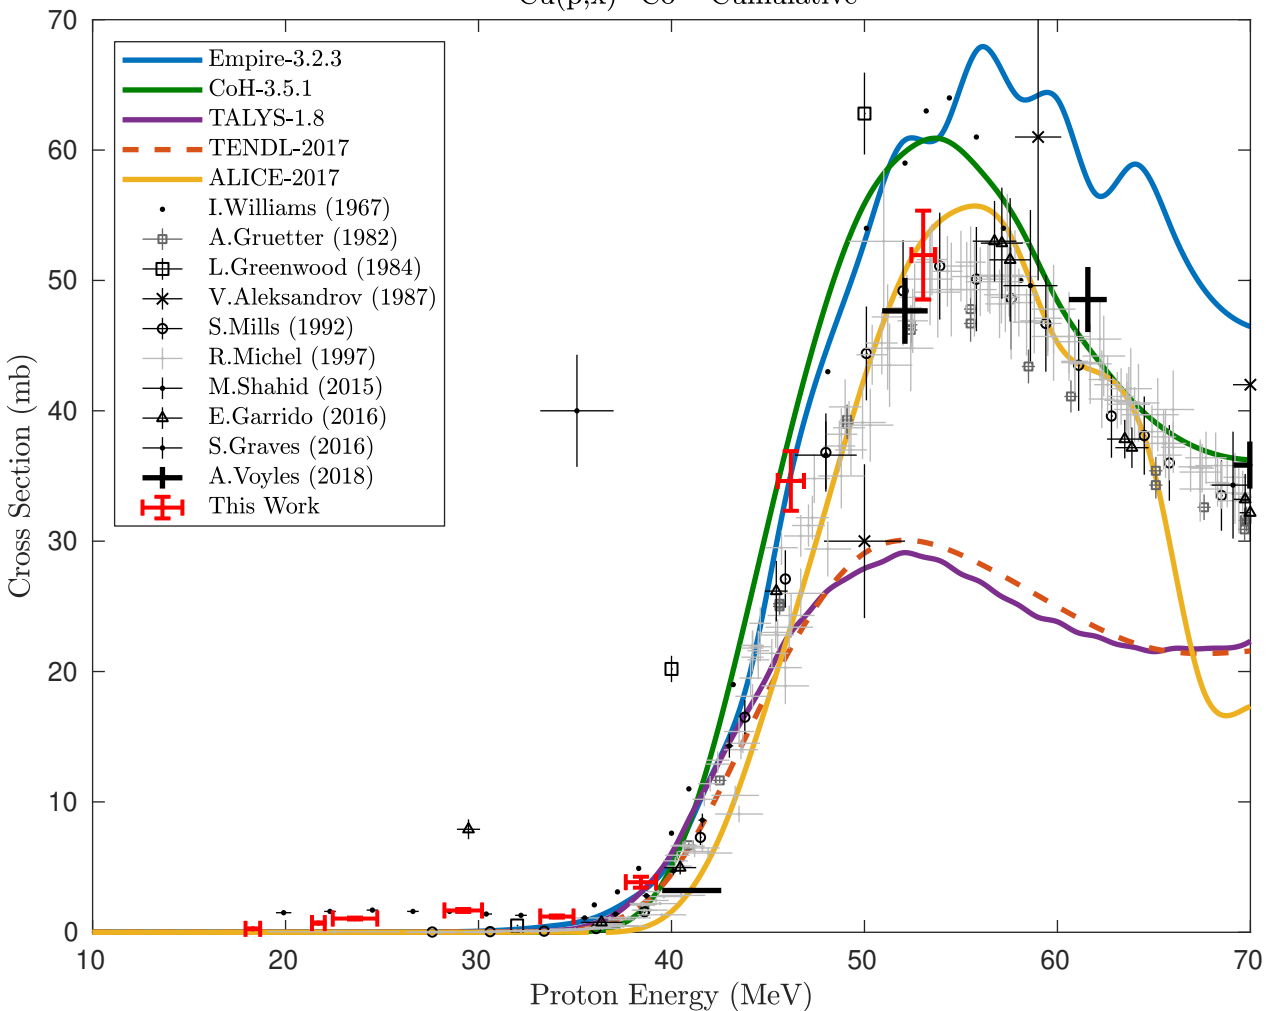 Cu(p,x) Co - Cumulative
70
60
50
40
30
20
10
0
Cross Section (mb)
Empire-3.2.3
CoH-3.5.1
TALYS-1.8
TENDL-2017
ALICE-2017
I.Williams (1967)
A.Gruetter (1982)
L.Greenwood (1984)
V.Aleksandrov (1987)
S.Mills (1992)
R.Michel (1997)
M.Shahid (2015)
E.Garrido (2016)
S.Graves (2016)
A.Voyles (2018)
This Work
10 20 30 40 50 60 70
Proton Energy (MeV)